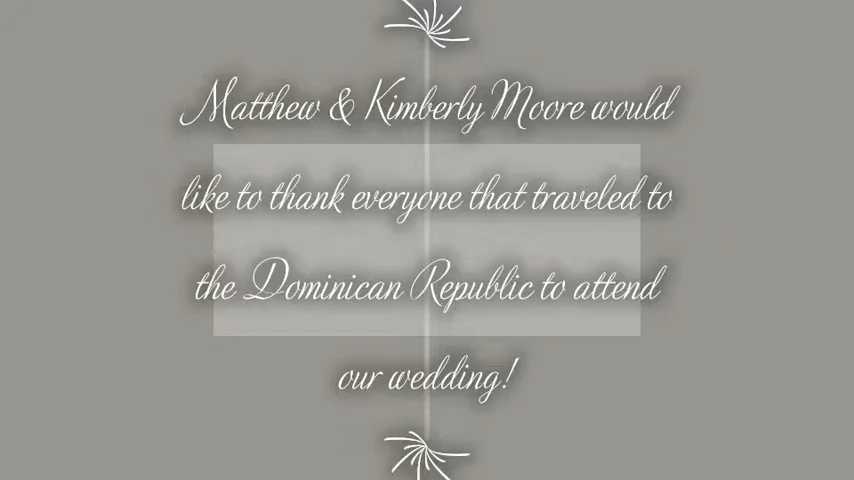 Matthew & Kimberly Moore would
like to thank everyone that traveled to
the Dominican Republic to attend
our wedding!